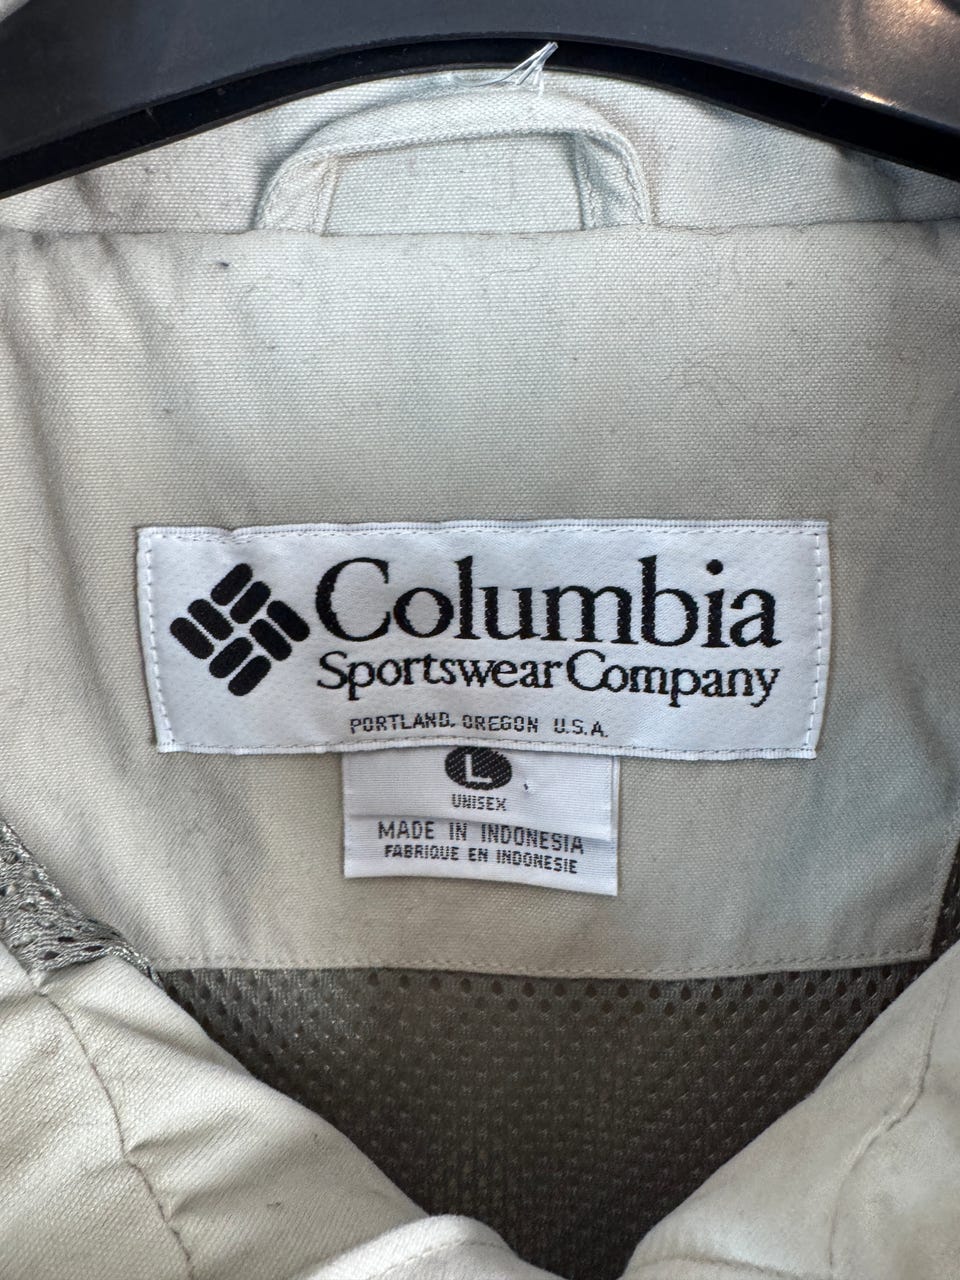 Columbia
Sportswear Company
PORTLAND, OREGON U.S.A.
L
UNISEX
MADE IN INDONESIA
FABRIQUE EN INDONESIE